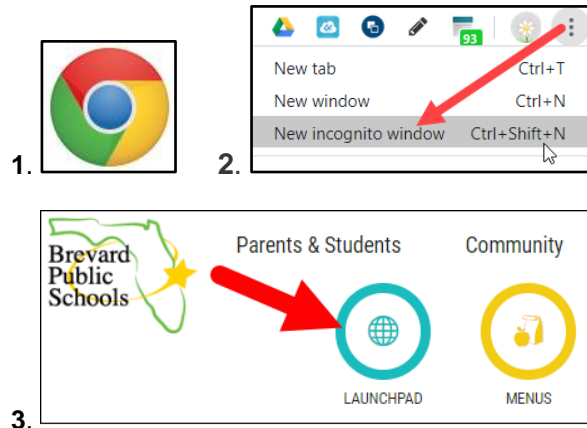 1.
2.
93
New tab Ctrl+T
New window Ctrl+N
New incognito window Ctrl+Shift+N
3.
Brevard
Public
Schools
Parents & Students Community
LAUNCHPAD MENUS